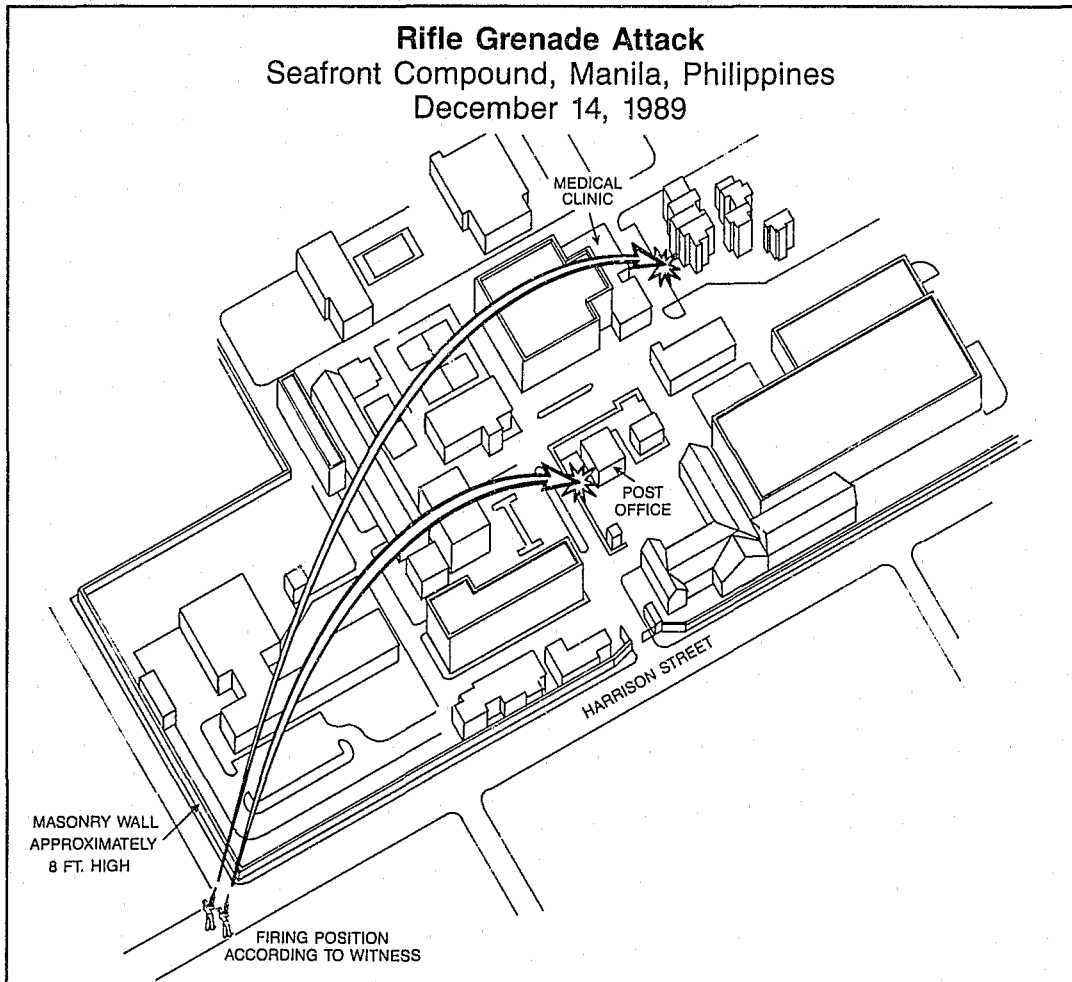 Rifle Grenade Attack
Seafront Compound, Manila, Philippines
December 14, 1989
MEDICAL
CLINIC
POST
OFFICE
HARRISON STREET
MASONRY WALL
APPROXIMATELY
8 FT. HIGH
FIRING POSITION
ACCORDING TO WITNESS